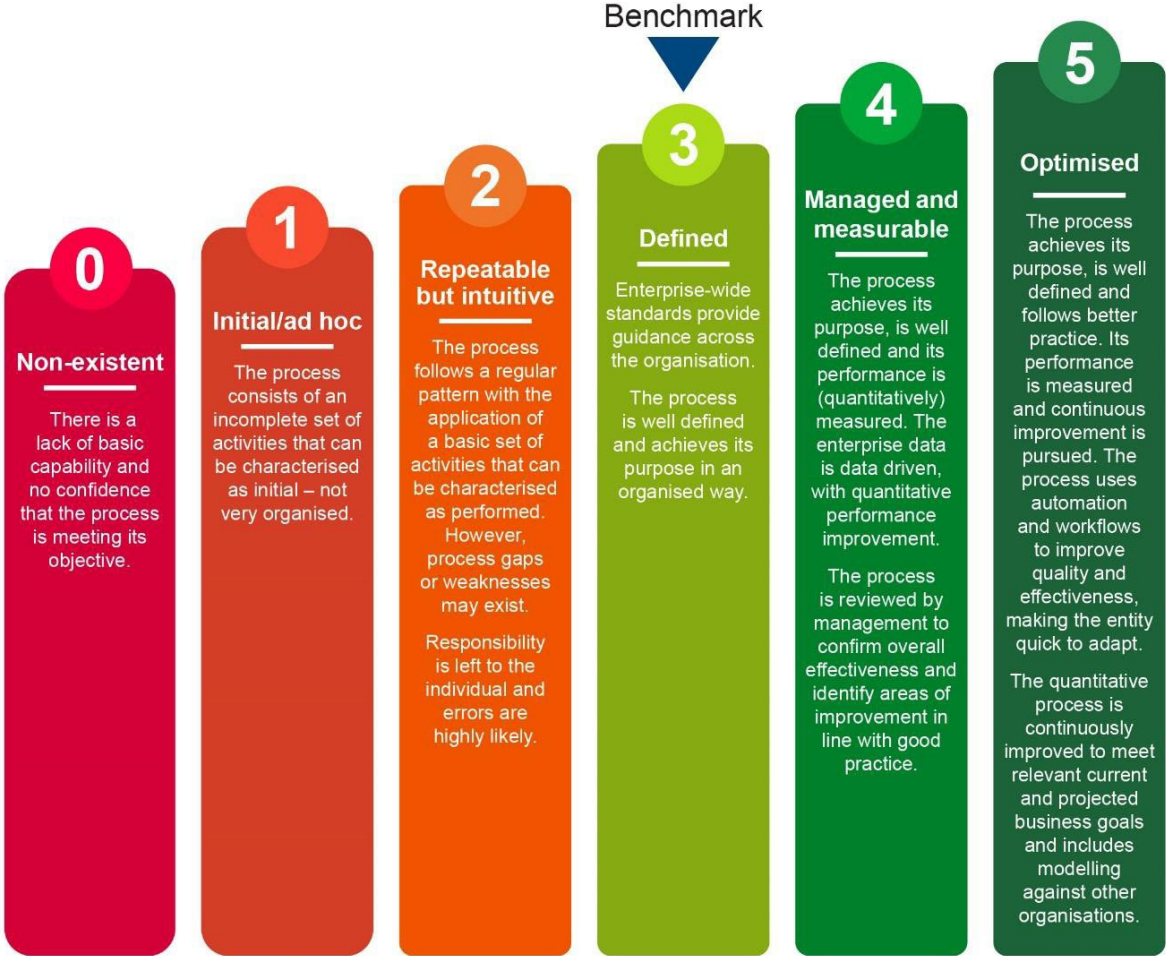 Benchmark
0
Non-existent
There is a
lack of basic
capability and
no confidence
that the process
is meeting its
objective.
1
Initial/ad hoc
The process
consists of an
incomplete set of
activities that can
be characterised
as initial – not
very organised.
2
Repeatable
but intuitive
The process
follows a regular
pattern with the
application of
a basic set of
activities that can
be characterised
as performed.
However,
process gaps
or weaknesses
may exist.
Responsibility
is left to the
individual and
errors are
highly likely.
3
Defined
Enterprise-wide
standards provide
guidance across
the organisation.
The process
is well defined
and achieves its
purpose in an
organised way.
4
Managed and
measurable
The process
achieves its
purpose, is well
defined and its
performance is
(quantitatively)
measured. The
enterprise data
is data driven,
with quantitative
performance
improvement.
The process
is reviewed by
management to
confirm overall
effectiveness and
identify areas of
improvement in
line with good
practice.
5
Optimised
The process
achieves its
purpose, is well
defined and
follows better
practice. Its
performance
is measured
and continuous
improvement is
pursued. The
process uses
automation
and workflows
to improve
quality and
effectiveness,
making the entity
quick to adapt.
The quantitative
process is
continuously
improved to meet
relevant current
and projected
business goals
and includes
modelling
against other
organisations.